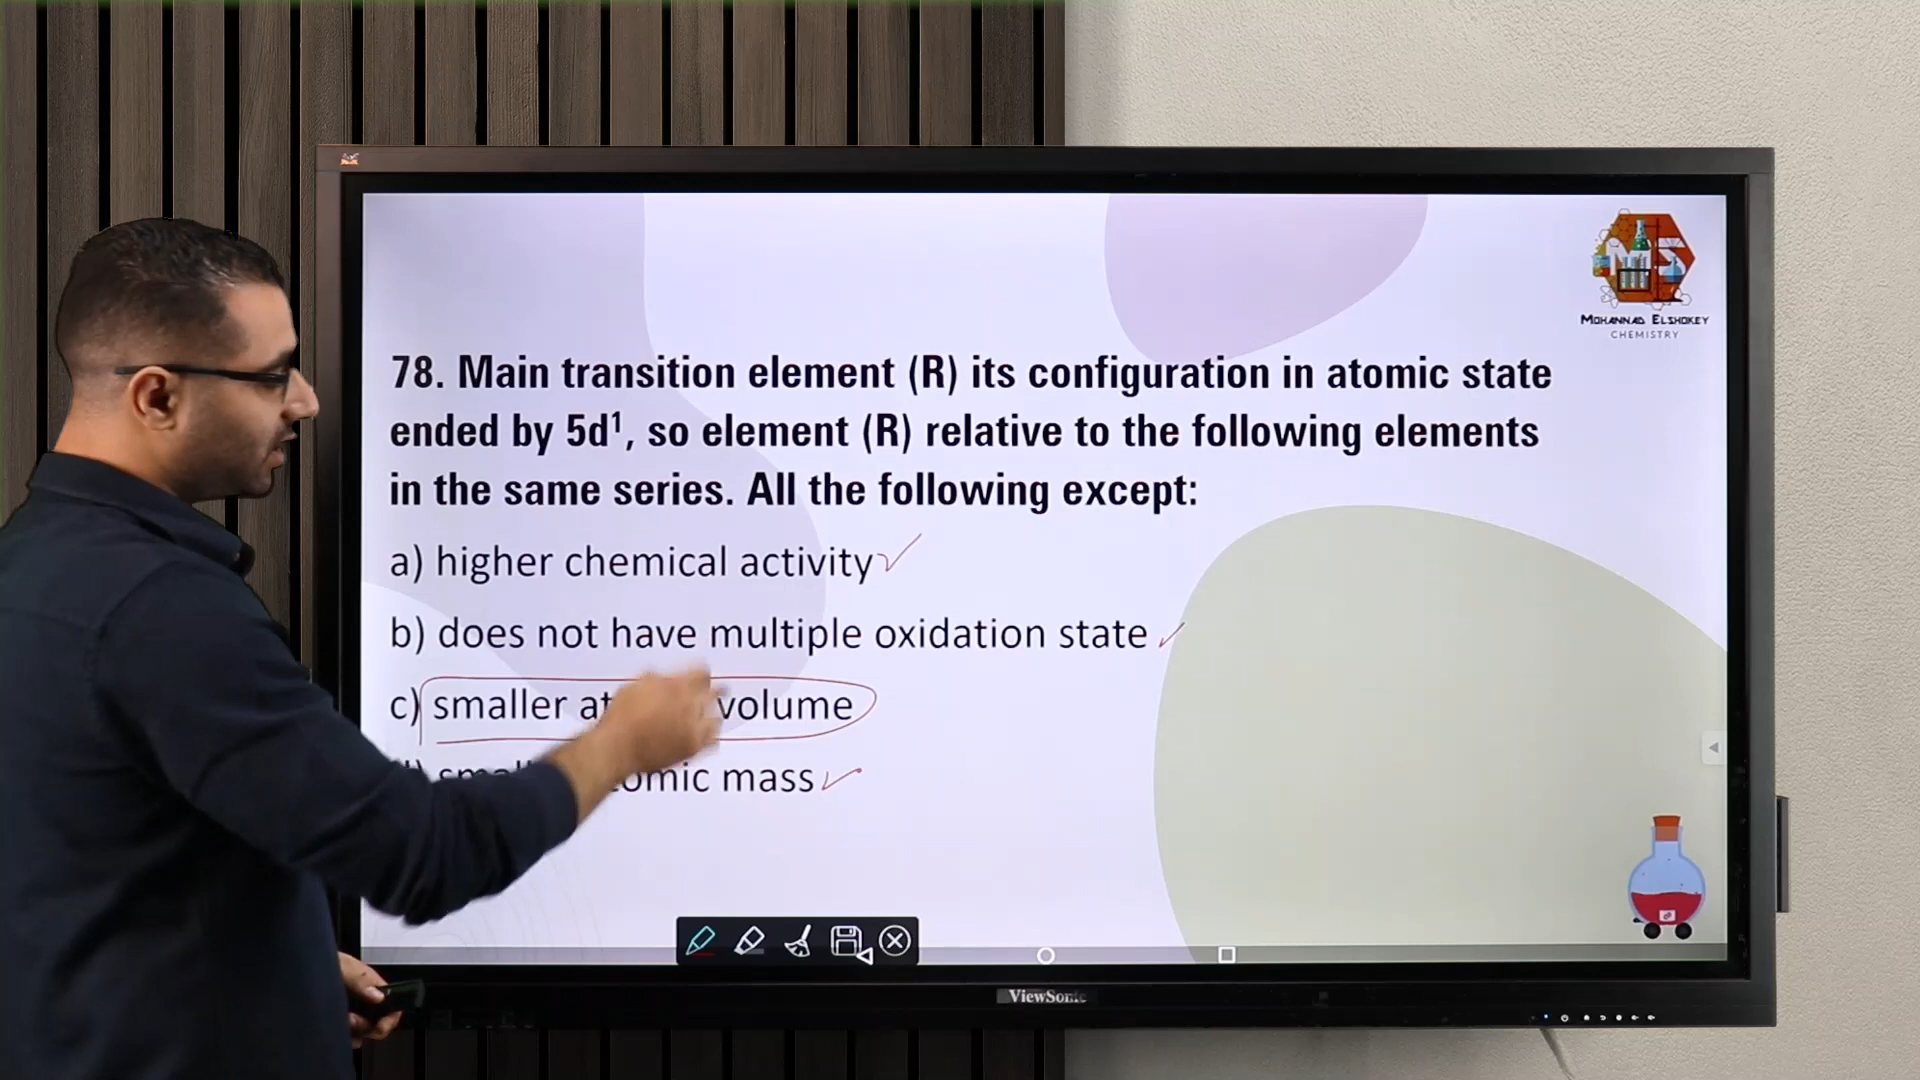 MOHANNAD ELSHOKEY
CHEMISTRY
78. Main transition element (R) its configuration in atomic state
ended by 5d¹, so element (R) relative to the following elements
in the same series. All the following except:
a) higher chemical activity
b) does not have multiple oxidation state
c) smaller volume
mass
ViewSonic